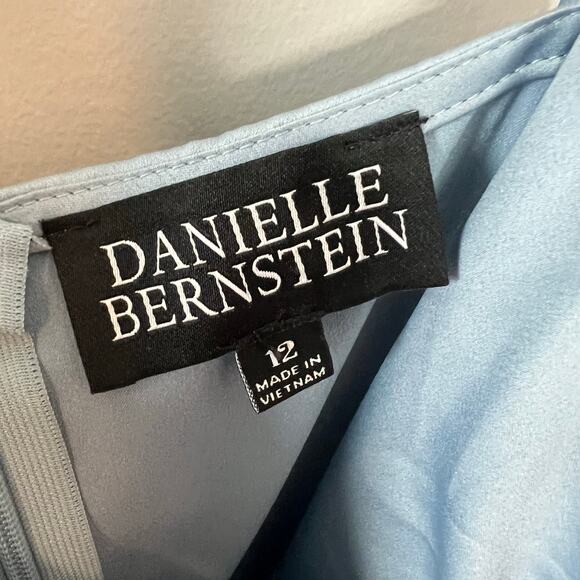 DANIELLE
BERNSTEIN
12
MADE IN
VIETNAM